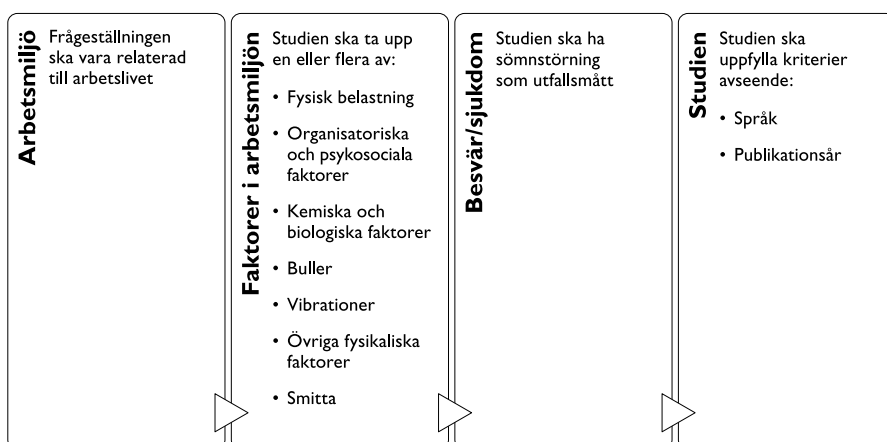 Arbetsmiljö
Frågeställningen
ska vara relaterad
till arbetslivet
Faktorer i arbetsmiljön
Studien ska ta upp
en eller flera av:
• Fysisk belastning
• Organisatoriska
och psykosociala
faktorer
• Kemiska och
biologiska faktorer
• Buller
• Vibrationer
• Övriga fysikaliska
faktorer
• Smitta
Besvär/sjukdom
Studien ska ha
sömnstörning
som utfallsmått
Studien
Studien ska
uppfylla kriterier
avseende:
• Språk
• Publikationsår